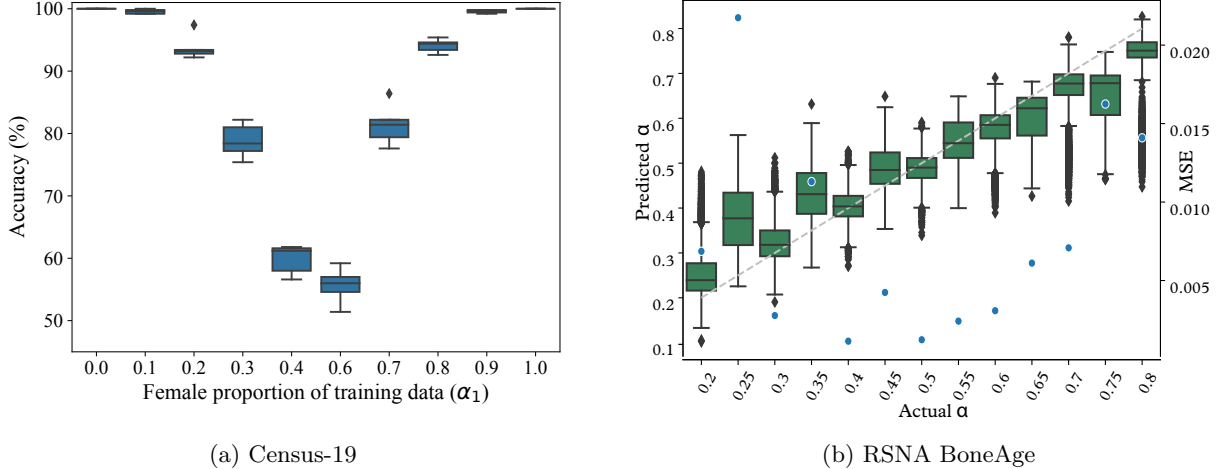 100
90
80
70
60
50
Accuracy (%)
0.0 0.1 0.2 0.3 0.4 0.6 0.7 0.8 0.9 1.0
Female proportion of training data (α1)
(a) Census-19
0.8
0.7
0.6
0.5
0.4
0.3
0.2
0.1
Predicted α
0.020
0.015
0.010
0.005
MSE
0.2 0.25 0.3 0.35 0.4 0.45 0.5 0.55 0.6 0.65 0.7 0.75 0.8
Actual α
(b) RSNA BoneAge